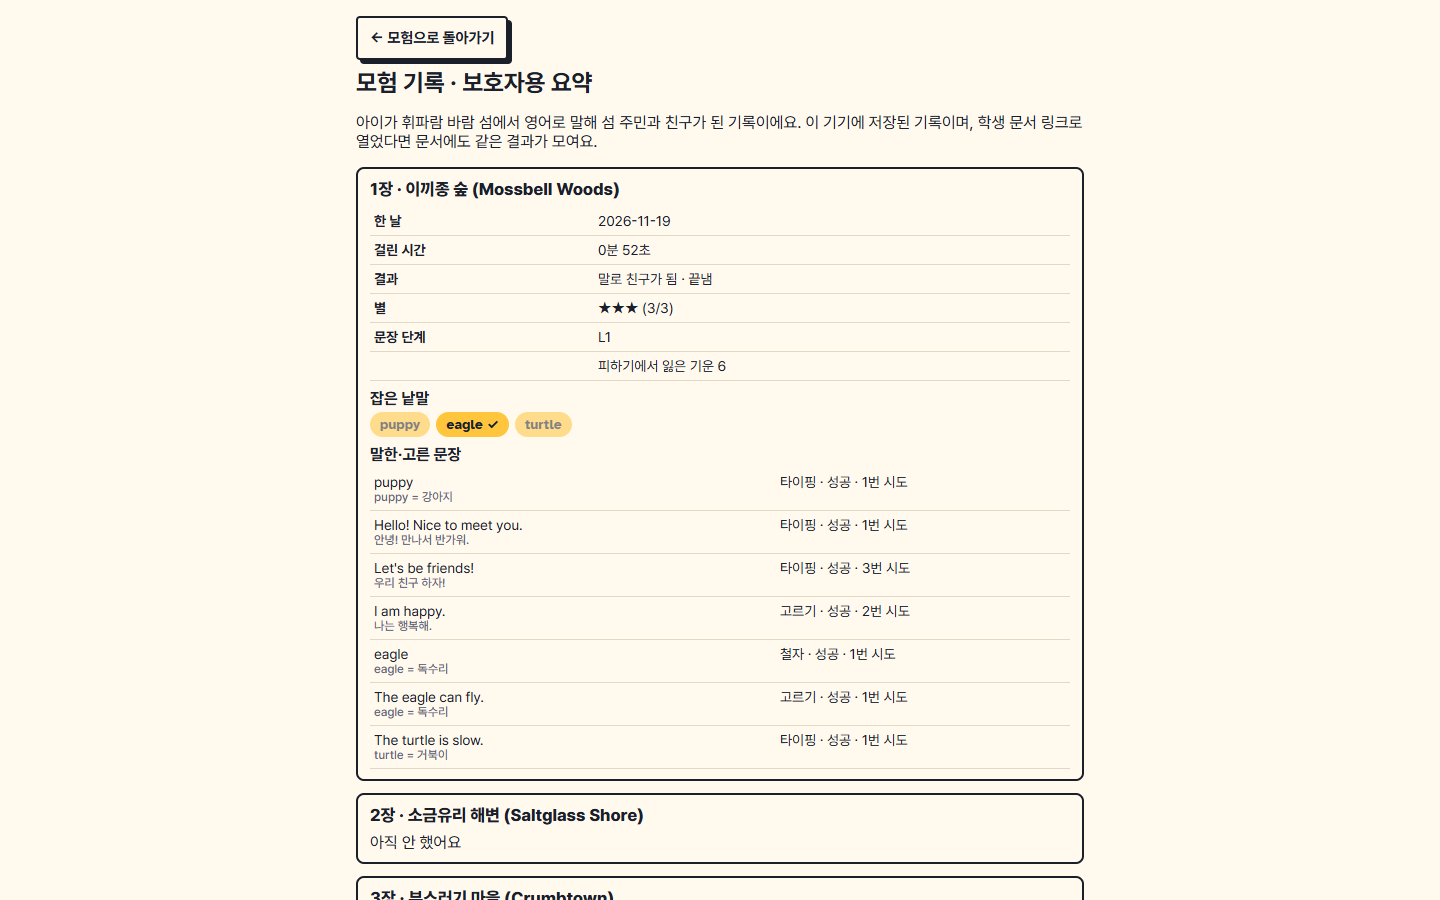 ← 모험으로 돌아가기
모험 기록 · 보호자용 요약
아이가 휘파람 바람 섬에서 영어로 말해 섬 주민과 친구가 된 기록이에요. 이 기기에 저장된 기록이며, 학생 문서 링크로
열었다면 문서에도 같은 결과가 모여요.
1장 · 이끼종 숲 (Mossbell Woods)
한 날 2026-11-19
걸린 시간 0분 52초
결과 말로 친구가 됨 · 끝냄
별 ★★★ (3/3)
문장 단계 L1
피하기에서 잃은 기운 6
잡은 낱말
puppy eagle ✓ turtle
말한·고른 문장
puppy 타이핑 · 성공 · 1번 시도
puppy = 강아지
Hello! Nice to meet you. 타이핑 · 성공 · 1번 시도
안녕! 만나서 반가워.
Let's be friends! 타이핑 · 성공 · 3번 시도
우리 친구 하자!
I am happy. 고르기 · 성공 · 2번 시도
나는 행복해.
eagle 철자 · 성공 · 1번 시도
eagle = 독수리
The eagle can fly. 고르기 · 성공 · 1번 시도
eagle = 독수리
The turtle is slow. 타이핑 · 성공 · 1번 시도
turtle = 거북이
2장 · 소금유리 해변 (Saltglass Shore)
아직 안 했어요
3장 · 부스러기 마을 (Crumbtown)